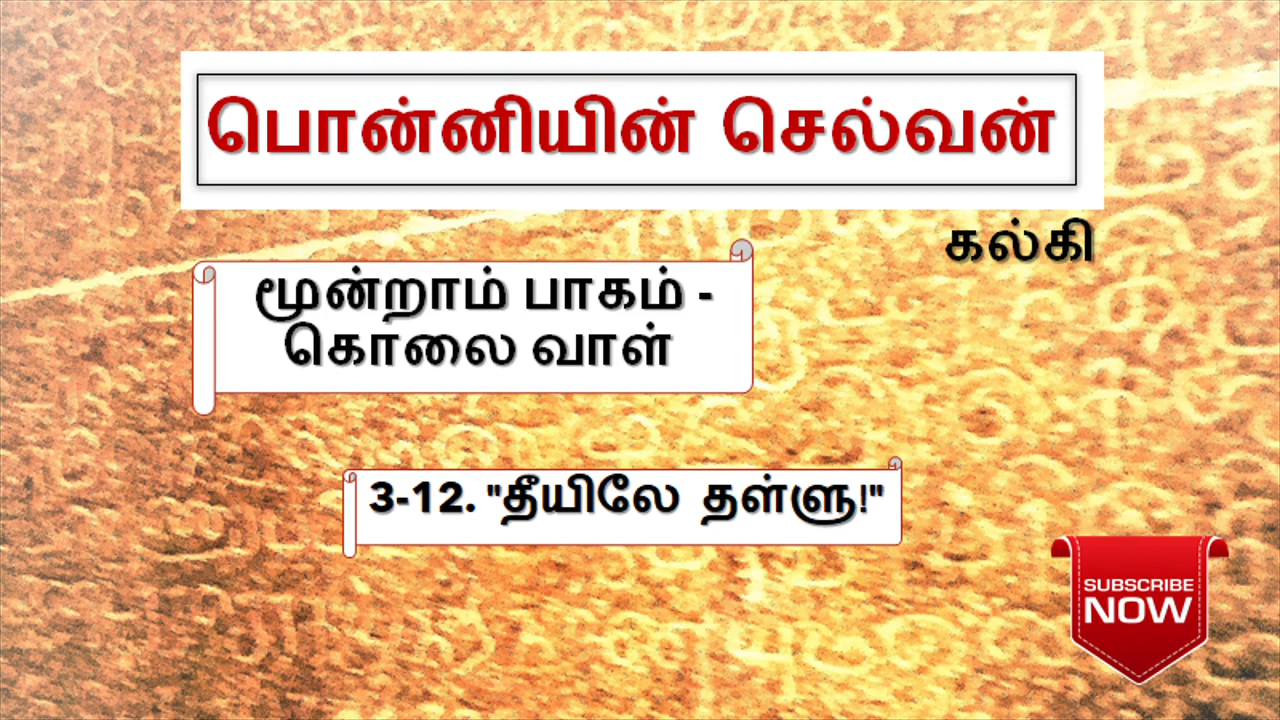 பொன்னியின் செல்வன்
கல்கி
மூன்றாம் பாகம் -
கொலை வாள்
3-12. "தீயிலே தள்ளு!"
SUBSCRIBE
NOW